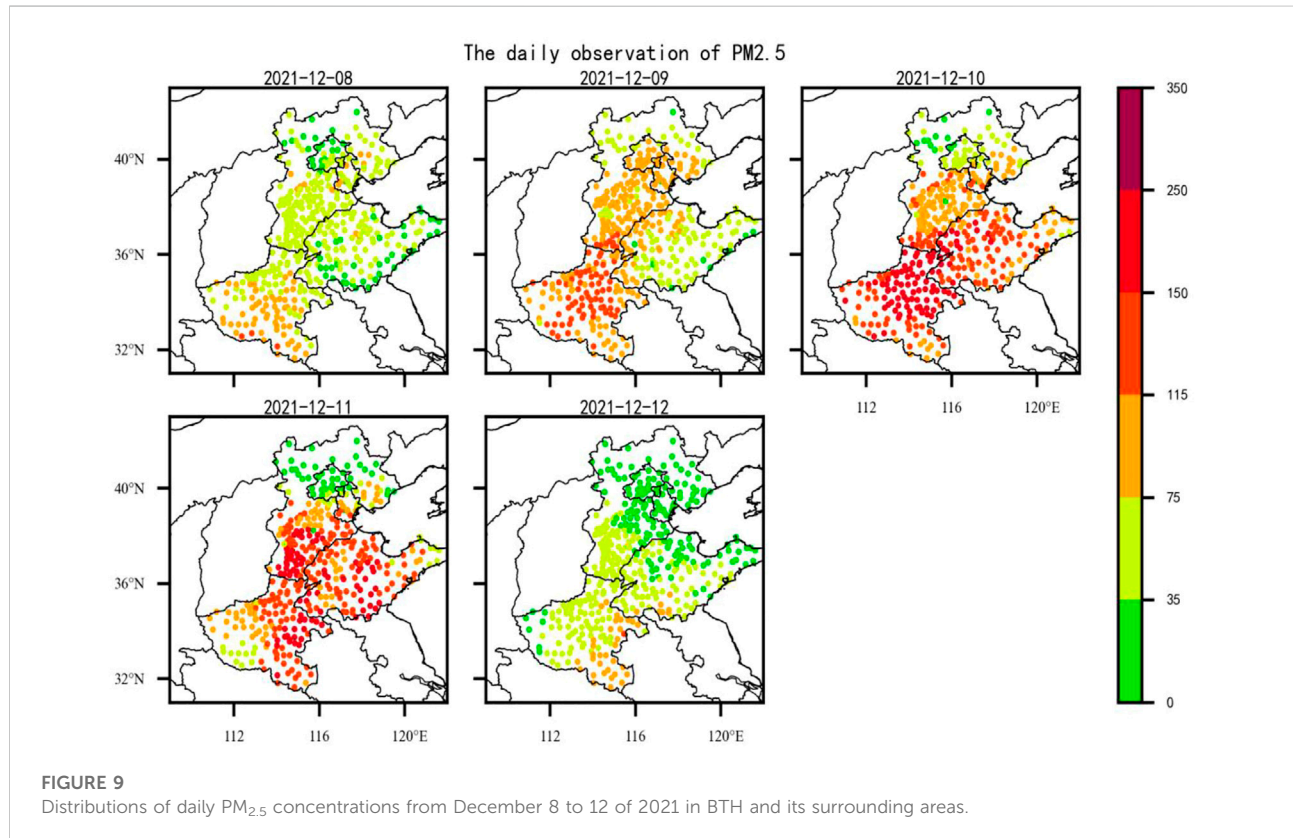 The daily observation of PM2.5
2021-12-08
2021-12-09
2021-12-10
40°N
36°N
32°N
112
116
120°E
2021-12-11
2021-12-12
40°N
36°N
32°N
112
116
120°E
112
116
120°E
350
250
150
115
75
35
0
FIGURE 9
Distributions of daily PM2.5 concentrations from December 8 to 12 of 2021 in BTH and its surrounding areas.